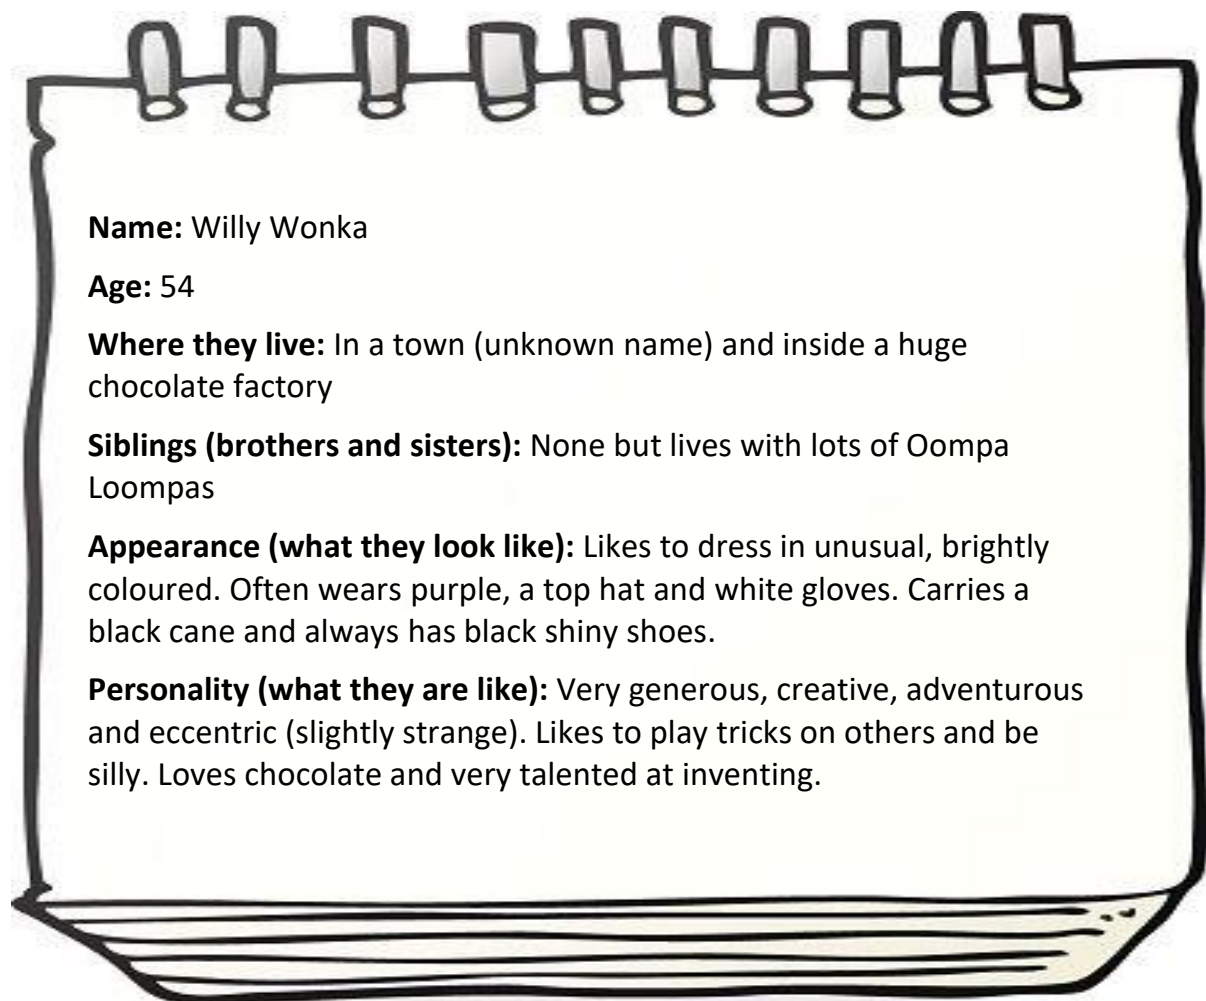 Name: Willy Wonka
Age: 54
Where they live: In a town (unknown name) and inside a huge
chocolate factory
Siblings (brothers and sisters): None but lives with lots of Oompa
Loompas
Appearance (what they look like): Likes to dress in unusual, brightly
coloured. Often wears purple, a top hat and white gloves. Carries a
black cane and always has black shiny shoes.
Personality (what they are like): Very generous, creative, adventurous
and eccentric (slightly strange). Likes to play tricks on others and be
silly. Loves chocolate and very talented at inventing.